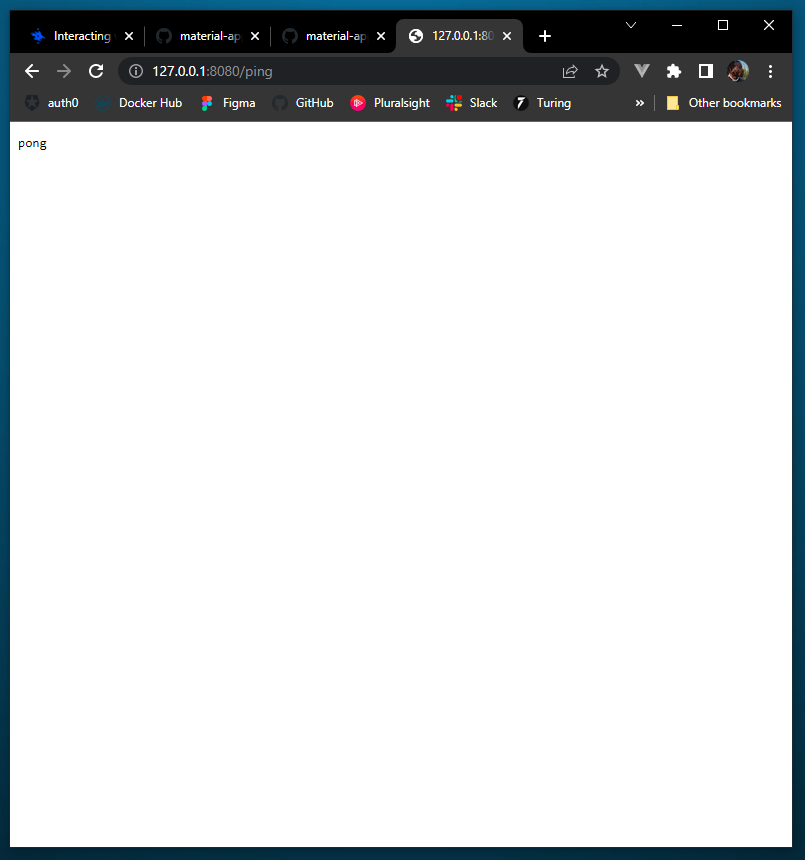 Interacting
material-ap
material-ap
127.0.0.1:80
127.0.0.1:8080/ping
auth0
Docker Hub
Figma
GitHub
Pluralsight
Slack
Turing
»
Other bookmarks
pong